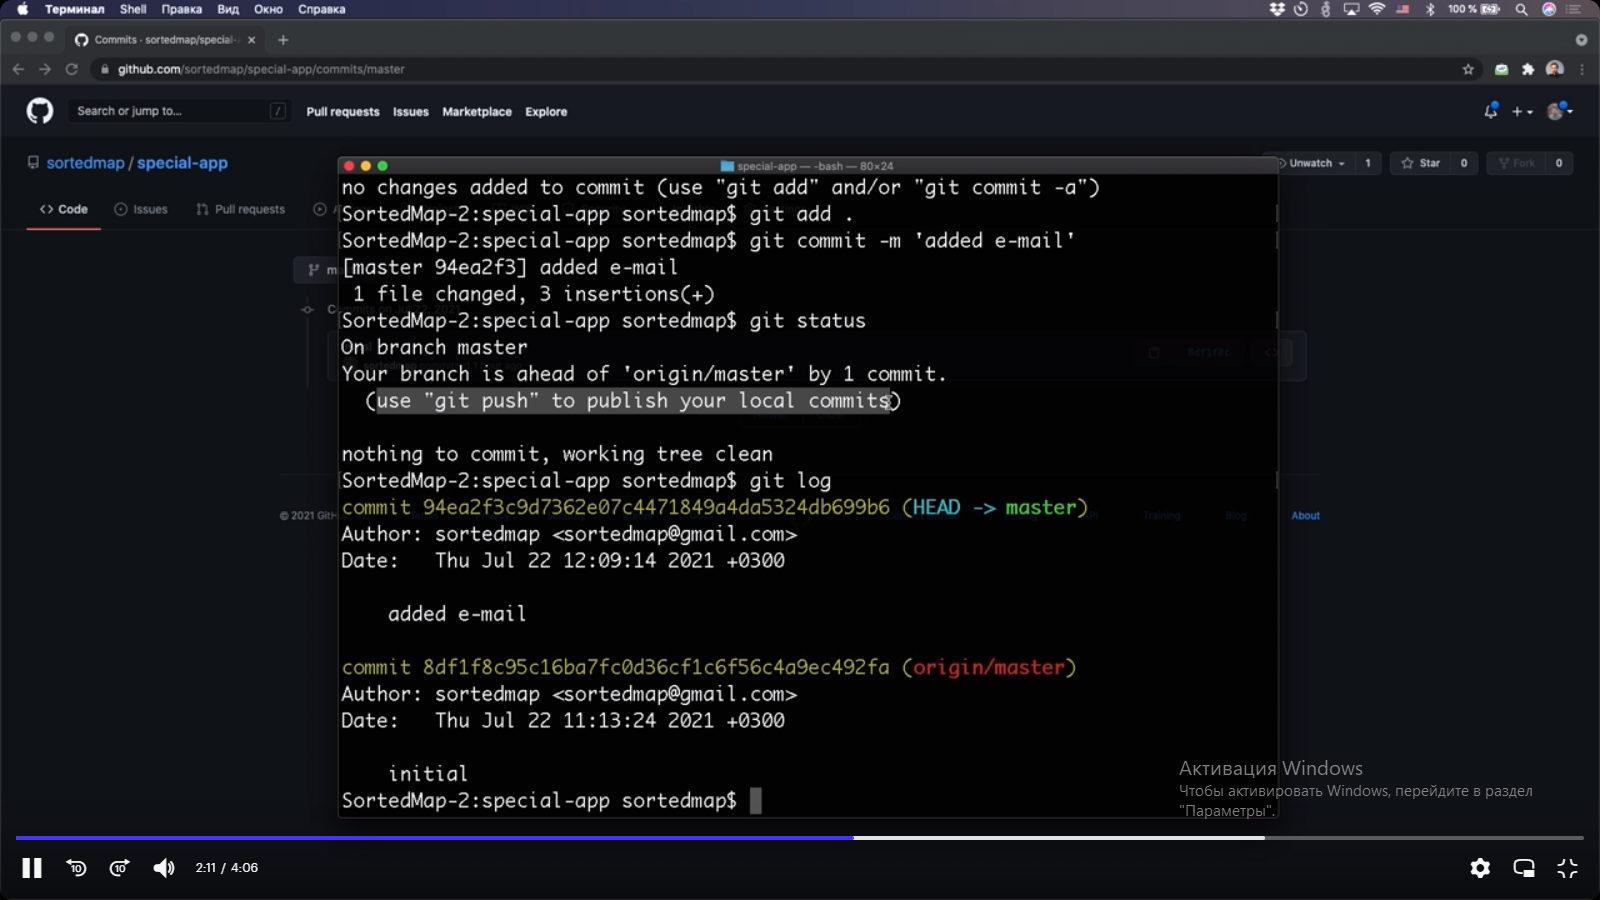 Терминал Shell Правка Вид Окно Справка 100 %
Commits · sortedmap/special-
github.com/sortedmap/special-app/commits/master
Search or jump to... / Pull requests Issues Marketplace Explore
sortedmap / special-app Unwatch 1 Star 0 Fork 0
special-app — -bash — 80×24
Code Issues Pull requests
no changes added to commit (use "git add" and/or "git commit -a")
SortedMap-2:special-app sortedmap$ git add .
SortedMap-2:special-app sortedmap$ git commit -m 'added e-mail'
[master 94ea2f3] added e-mail
1 file changed, 3 insertions(+)
SortedMap-2:special-app sortedmap$ git status
On branch master
Your branch is ahead of 'origin/master' by 1 commit.
(use "git push" to publish your local commits)
nothing to commit, working tree clean
SortedMap-2:special-app sortedmap$ git log
commit 94ea2f3c9d7362e07c4471849a4da5324db699b6 (HEAD -> master)
Author: sortedmap <sortedmap@gmail.com>
Date: Thu Jul 22 12:09:14 2021 +0300
added e-mail
commit 8df1f8c95c16ba7fc0d36cf1c6f56c4a9ec492fa (origin/master)
Author: sortedmap <sortedmap@gmail.com>
Date: Thu Jul 22 11:13:24 2021 +0300
initial
SortedMap-2:special-app sortedmap$
8df1f8c
© 2021 GitH Training Blog About
Активация Windows
Чтобы активировать Windows, перейдите в раздел
"Параметры".
10 10 2:11 / 4:06